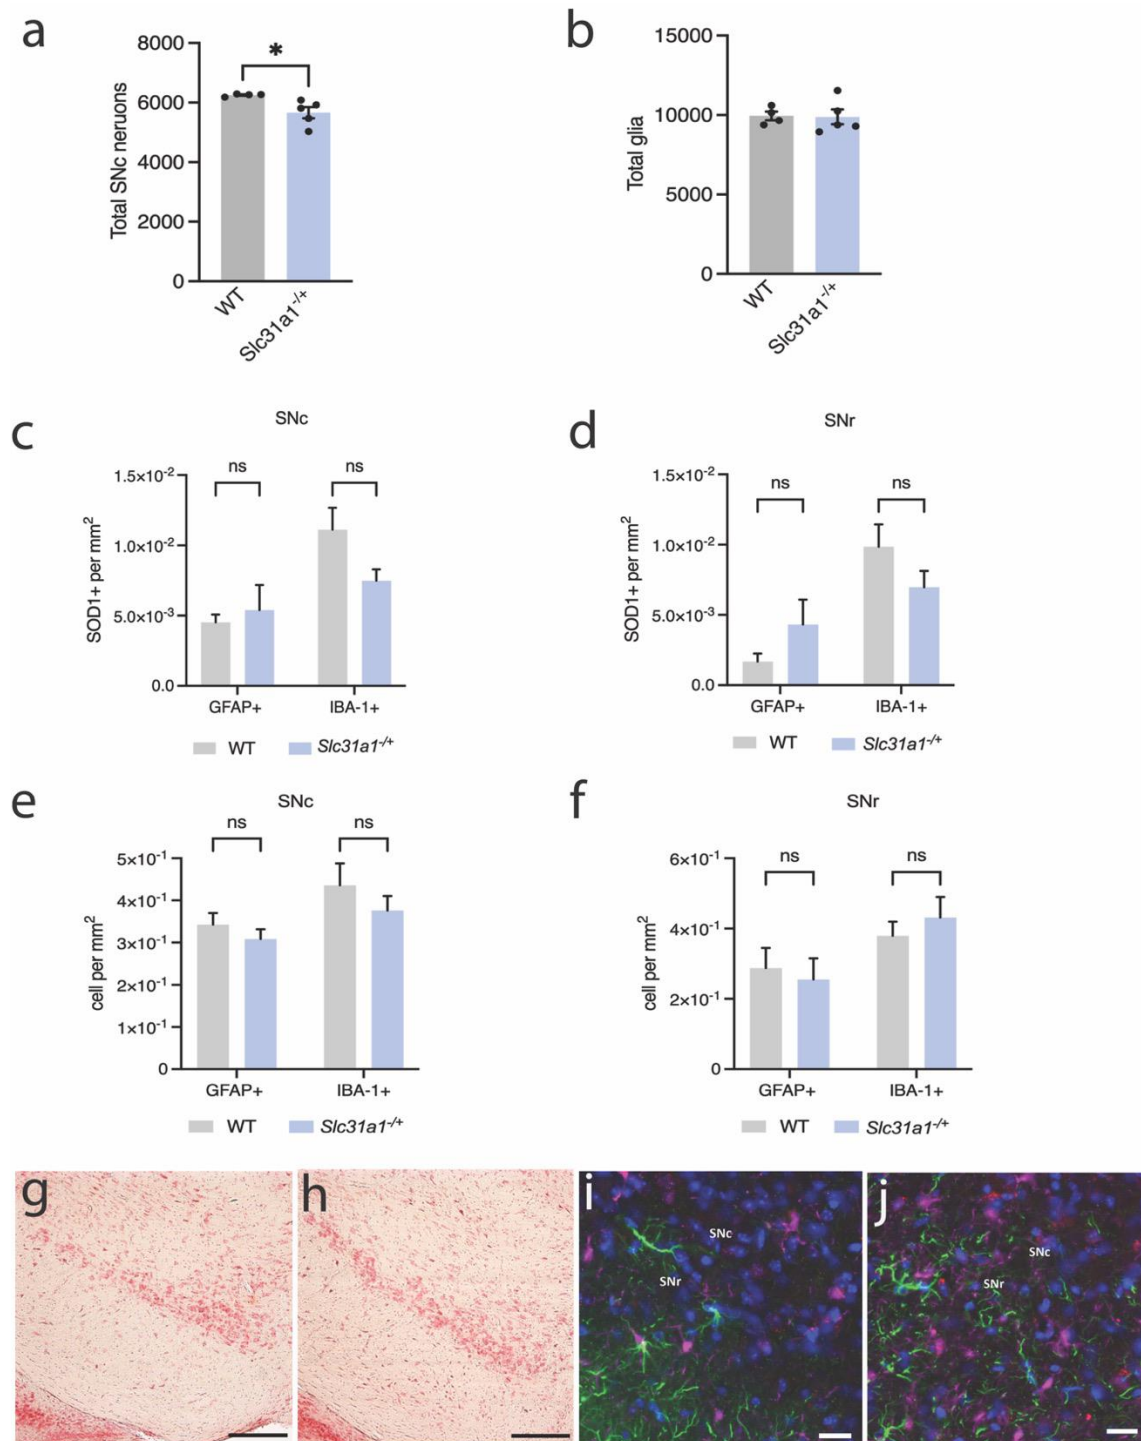 a
8000
6000
4000
2000
0
Total SNc neruons
*
WT
Slc31a1-/+
b
15000
10000
5000
0
Total glia
WT
Slc31a1-/+
c
SNc
1.5×10-2
1.0×10-2
5.0×10-3
0.0
SOD1+ per mm2
ns
ns
GFAP+
IBA-1+
WT
Slc31a1-/+
d
SNr
1.5×10-2
1.0×10-2
5.0×10-3
0.0
SOD1+ per mm2
ns
ns
GFAP+
IBA-1+
WT
Slc31a1-/+
e
SNc
5×10-1
4×10-1
3×10-1
2×10-1
1×10-1
0
cell per mm2
ns
ns
GFAP+
IBA-1+
WT
Slc31a1-/+
f
SNr
6×10-1
4×10-1
2×10-1
0
cell per mm2
ns
ns
GFAP+
IBA-1+
WT
Slc31a1-/+
g
h
i
SNc
SNr
j
SNc
SNr